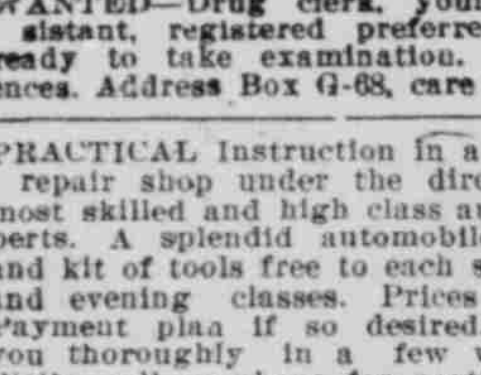 WANTED—Drug clerk, you
sistant, registered preferre
ready to take examination.
ences. Address Box G-68, care
PRACTICAL Instruction in a
repair shop under the dire
most skilled and high class au
perts. A splendid automobile
and kit of tools free to each s
and evening classes. Prices
Payment plan if so desired.
you thoroughly in a few w